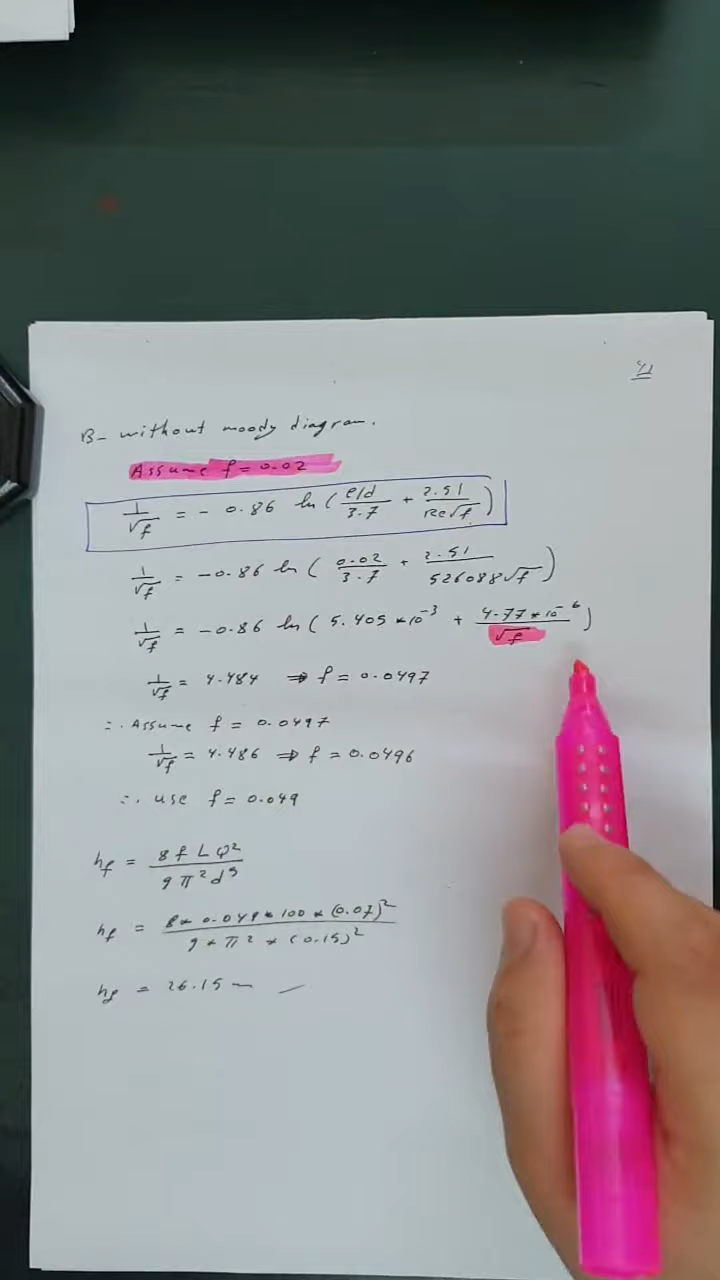 4/2
B- without moody diagram.
Assume f = 0.02
1/√f = - 0.86 ln ( e/d / 3.7 + 2.51 / Re√f )
1/√f = -0.86 ln ( 0.02 / 3.7 + 2.51 / 526088√f )
1/√f = -0.86 ln ( 5.405 * 10⁻³ + 4.77 * 10⁻⁶ / √f )
1/√f = 4.484 ⇒ f = 0.0497
∴ Assume f = 0.0497
1/√f = 4.486 ⇒ f = 0.0496
∴ use f = 0.049
hf = 8 f L Q² / g π² d⁵
hf = 8 * 0.049 * 100 * (0.07)² / g * π² * (0.15)²
hf = 26.15 m